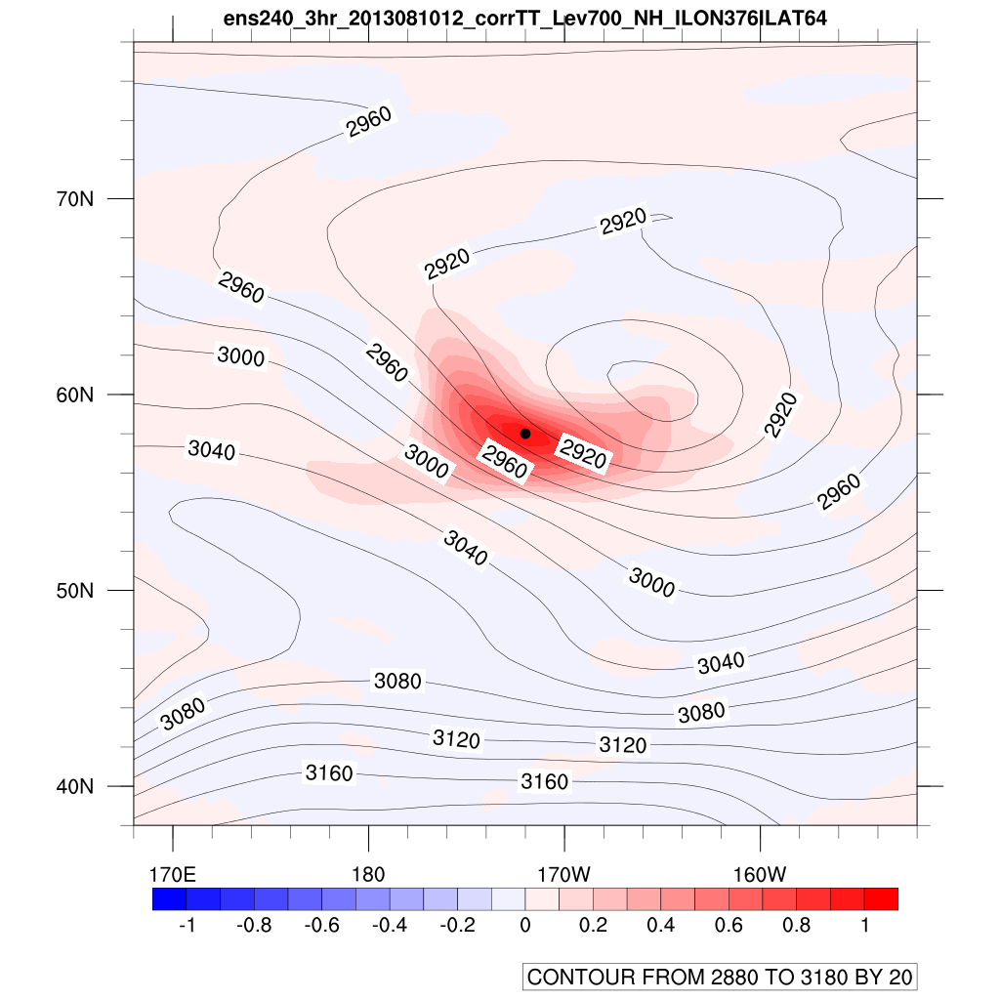 ens240_3hr_2013081012_corrTT_Lev700_NH_ILON376ILAT64
2960
70N
2920
2920
2960
2960
3000
60N
2920
3040
3000
2960
2920
2960
3040
3000
50N
3040
3080
3080
3080
3120
3120
3160
3160
40N
170E 180 170W 160W
-1 -0.8 -0.6 -0.4 -0.2 0 0.2 0.4 0.6 0.8 1
CONTOUR FROM 2880 TO 3180 BY 20